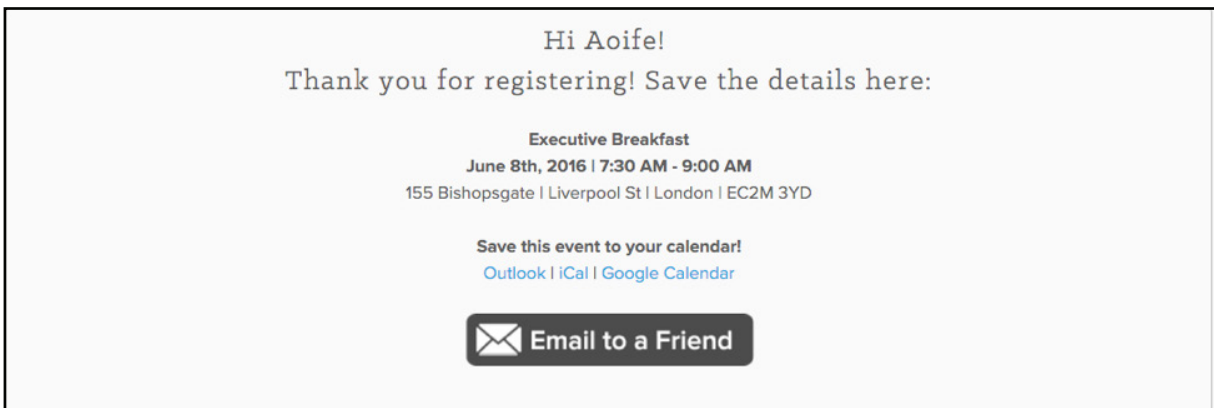 Hi Aoife!
Thank you for registering! Save the details here:
Executive Breakfast
June 8th, 2016 | 7:30 AM - 9:00 AM
155 Bishopsgate | Liverpool St | London | EC2M 3YD
Save this event to your calendar!
Outlook | iCal | Google Calendar
Email to a Friend